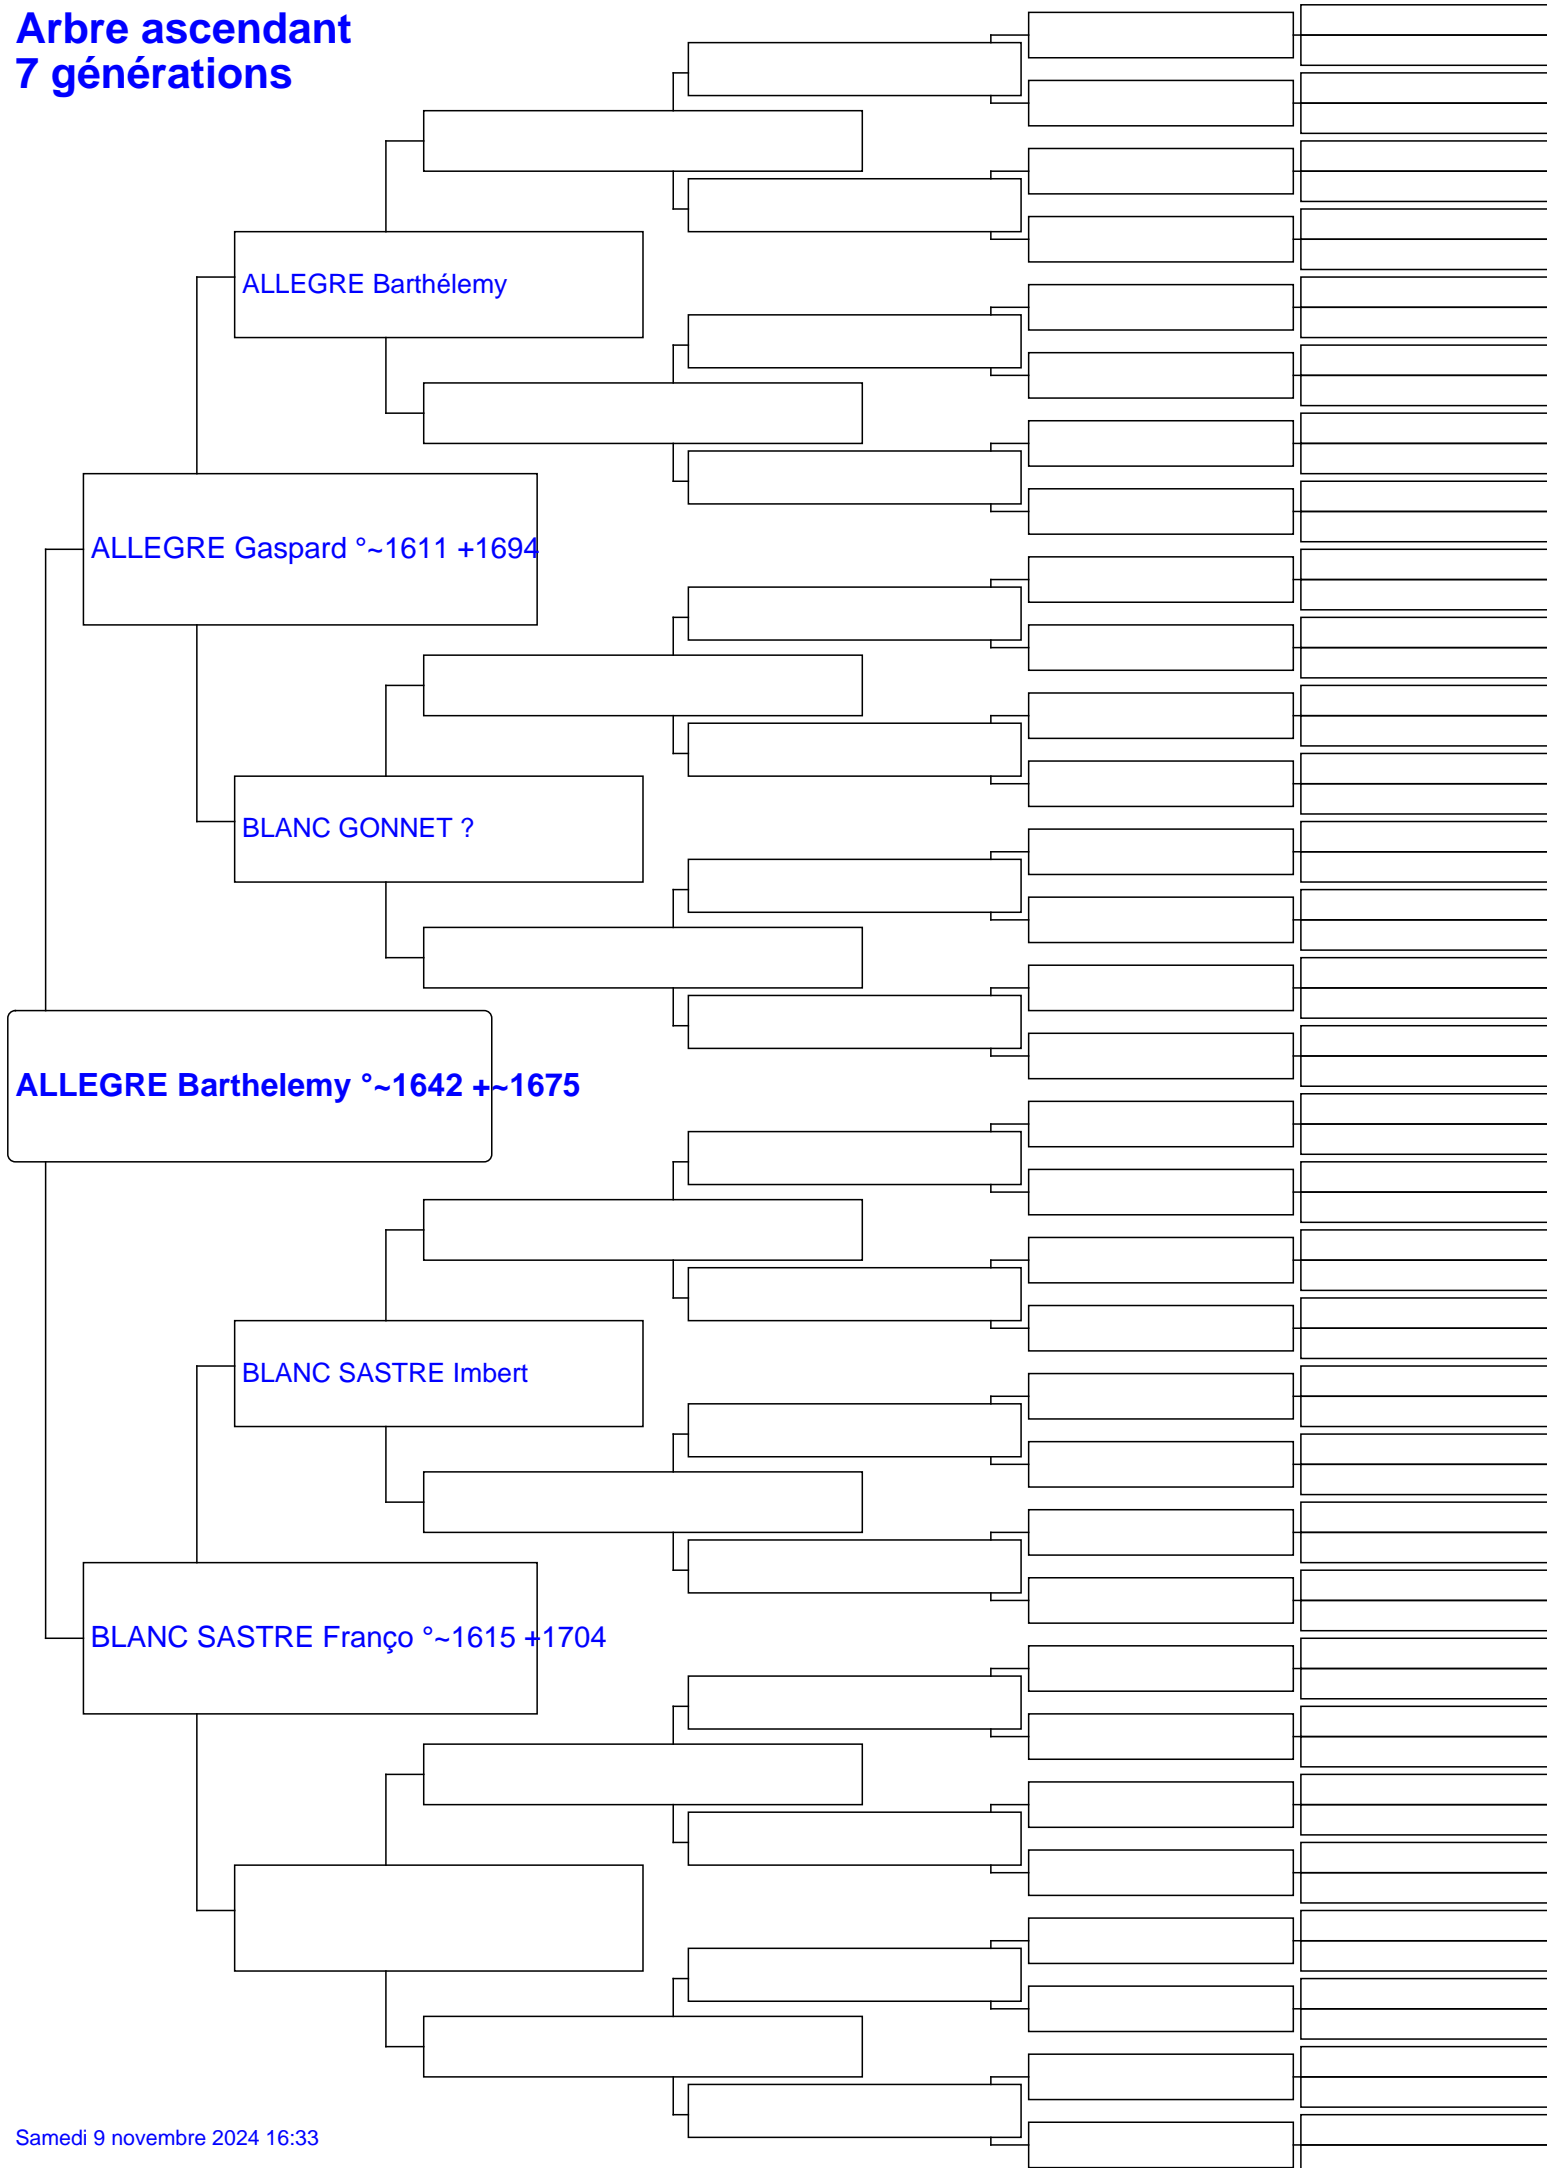 Arbre ascendant
7 générations
ALLEGRE Barthélemy
ALLEGRE Gaspard °~1611 +1694
BLANC GONNET ?
ALLEGRE Barthelemy °~1642 +~1675
BLANC SASTRE Imbert
BLANC SASTRE Franço °~1615 +1704
Samedi 9 novembre 2024 16:33